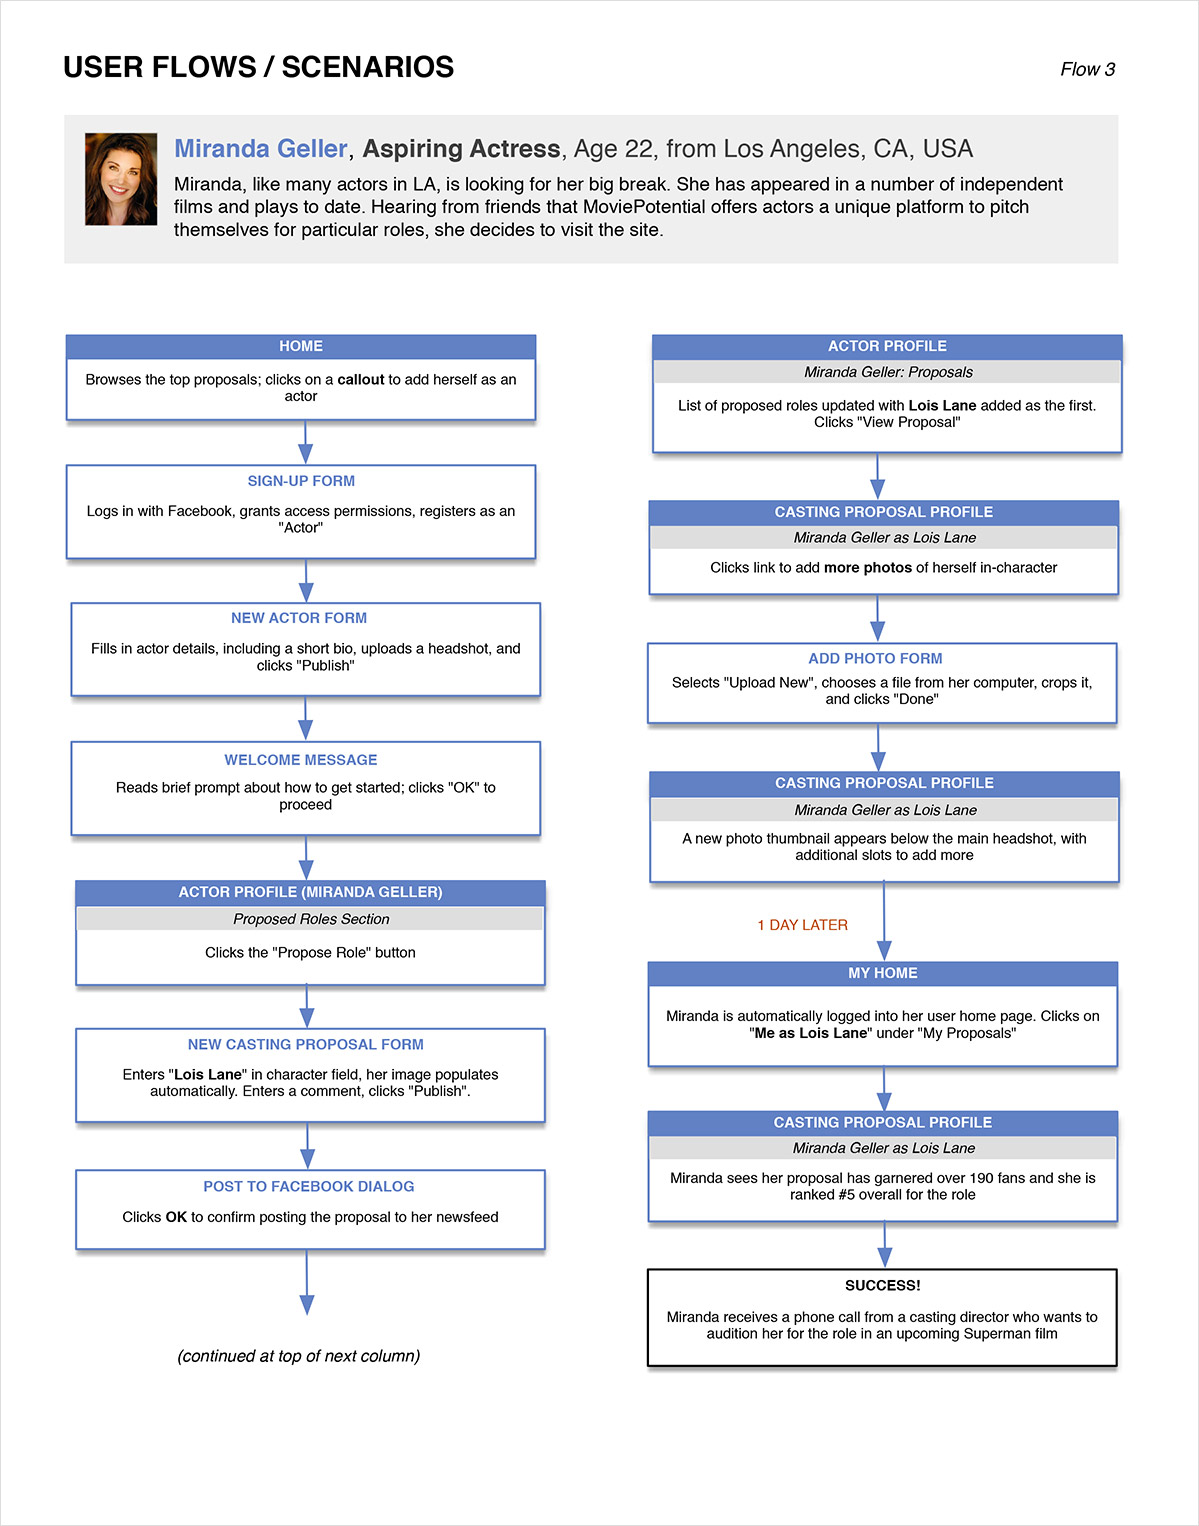 USER FLOWS / SCENARIOS
Flow 3
Miranda Geller, Aspiring Actress, Age 22, from Los Angeles, CA, USA
Miranda, like many actors in LA, is looking for her big break. She has appeared in a number of independent
films and plays to date. Hearing from friends that MoviePotential offers actors a unique platform to pitch
themselves for particular roles, she decides to visit the site.
HOME
Browses the top proposals; clicks on a callout to add herself as an
actor
SIGN-UP FORM
Logs in with Facebook, grants access permissions, registers as an
"Actor"
NEW ACTOR FORM
Fills in actor details, including a short bio, uploads a headshot, and
clicks "Publish"
WELCOME MESSAGE
Reads brief prompt about how to get started; clicks "OK" to
proceed
ACTOR PROFILE (MIRANDA GELLER)
Proposed Roles Section
Clicks the "Propose Role" button
NEW CASTING PROPOSAL FORM
Enters "Lois Lane" in character field, her image populates
automatically. Enters a comment, clicks "Publish".
POST TO FACEBOOK DIALOG
Clicks OK to confirm posting the proposal to her newsfeed
(continued at top of next column)
ACTOR PROFILE
Miranda Geller: Proposals
List of proposed roles updated with Lois Lane added as the first.
Clicks "View Proposal"
CASTING PROPOSAL PROFILE
Miranda Geller as Lois Lane
Clicks link to add more photos of herself in-character
ADD PHOTO FORM
Selects "Upload New", chooses a file from her computer, crops it,
and clicks "Done"
CASTING PROPOSAL PROFILE
Miranda Geller as Lois Lane
A new photo thumbnail appears below the main headshot, with
additional slots to add more
1 DAY LATER
MY HOME
Miranda is automatically logged into her user home page. Clicks on
"Me as Lois Lane" under "My Proposals"
CASTING PROPOSAL PROFILE
Miranda Geller as Lois Lane
Miranda sees her proposal has garnered over 190 fans and she is
ranked #5 overall for the role
SUCCESS!
Miranda receives a phone call from a casting director who wants to
audition her for the role in an upcoming Superman film